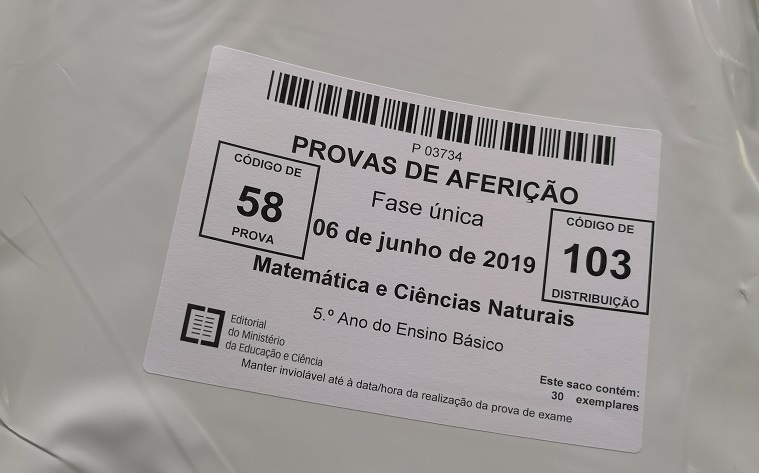 P 03734
PROVAS DE AFERIÇÃO
CÓDIGO DE
58
PROVA
Fase única
06 de junho de 2019
CÓDIGO DE
103
DISTRIBUIÇÃO
Matemática e Ciências Naturais
5.º Ano do Ensino Básico
Editorial
do Ministério
da Educação e Ciência
Manter inviolável até à data/hora da realização da prova de exame
Este saco contém:
30 exemplares